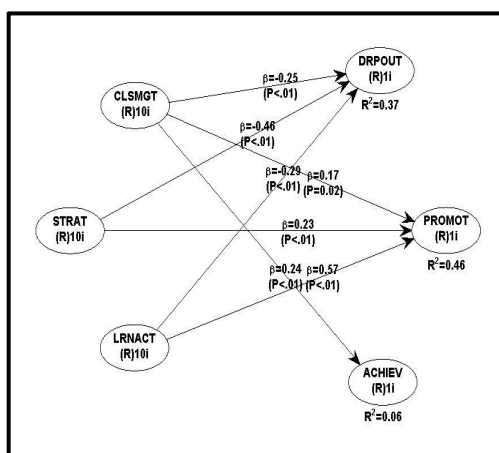 DRPOUT
(R)1i
R²=0.37
CLSMGT
(R)10i
β=-0.25
(P<.01)
β=-0.46
(P<.01)
β=-0.29
(P<.01)
β=0.17
(P=0.02)
STRAT
(R)10i
β=0.23
(P<.01)
PROMOT
(R)1i
R²=0.46
β=0.24
(P<.01)
β=0.57
(P<.01)
LRNACT
(R)10i
ACHIEV
(R)1i
R²=0.06